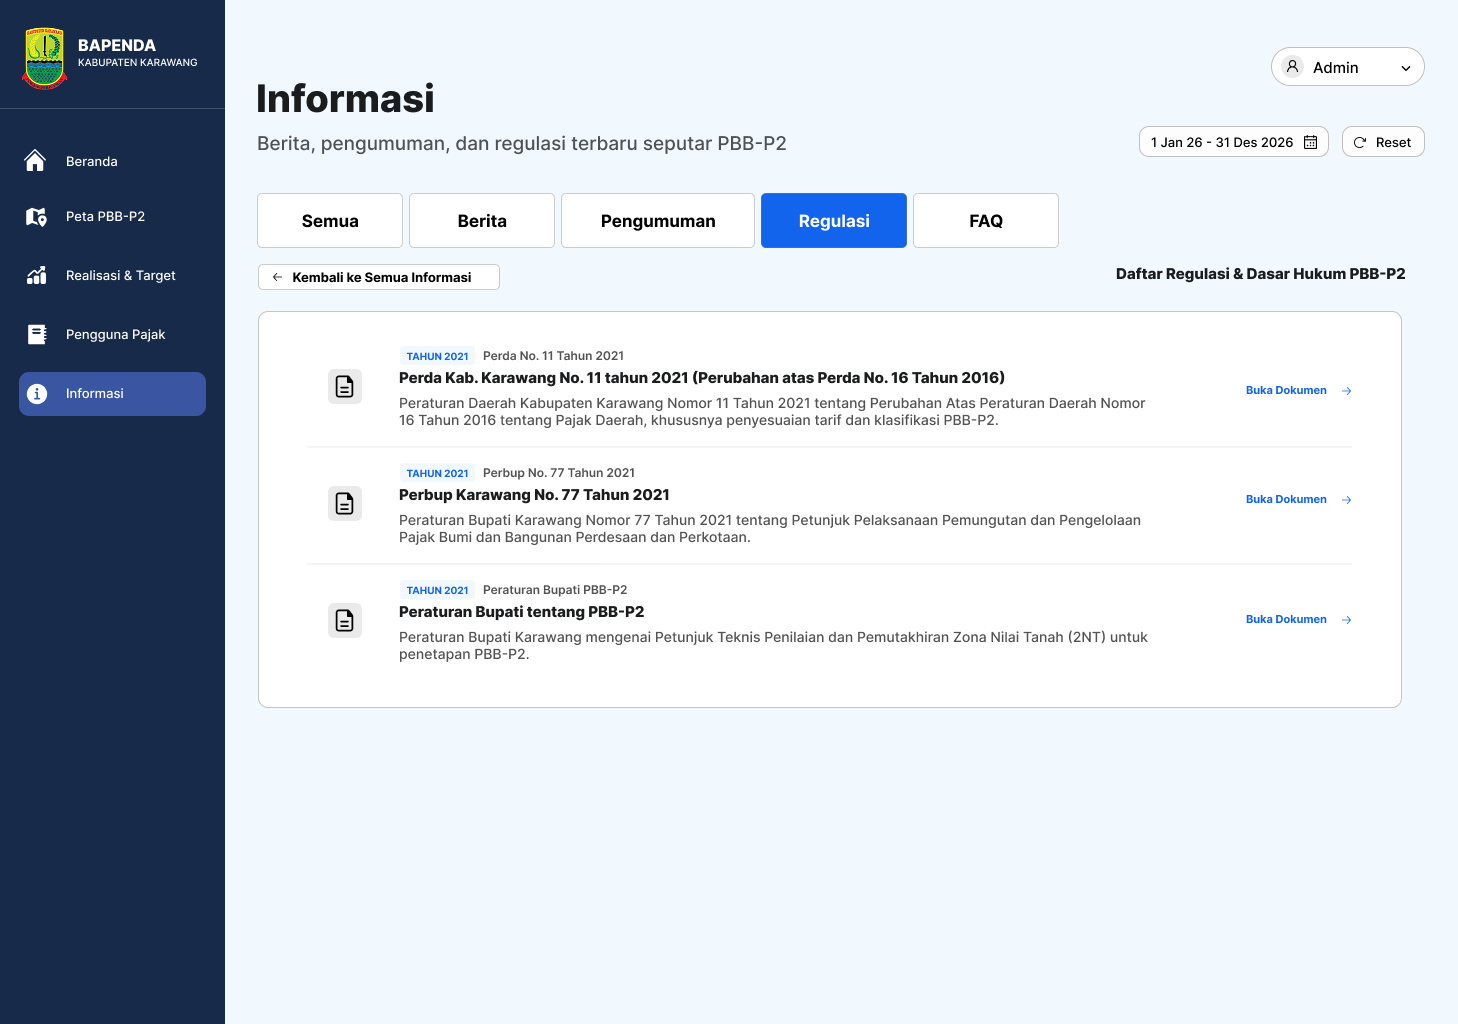 BAPENDA
KABUPATEN KARAWANG
Beranda
Peta PBB-P2
Realisasi & Target
Pengguna Pajak
Informasi
Admin
Informasi
Berita, pengumuman, dan regulasi terbaru seputar PBB-P2
1 Jan 26 - 31 Des 2026
Reset
Semua
Berita
Pengumuman
Regulasi
FAQ
Kembali ke Semua Informasi
Daftar Regulasi & Dasar Hukum PBB-P2
TAHUN 2021 Perda No. 11 Tahun 2021
Perda Kab. Karawang No. 11 tahun 2021 (Perubahan atas Perda No. 16 Tahun 2016)
Peraturan Daerah Kabupaten Karawang Nomor 11 Tahun 2021 tentang Perubahan Atas Peraturan Daerah Nomor
16 Tahun 2016 tentang Pajak Daerah, khususnya penyesuaian tarif dan klasifikasi PBB-P2.
Buka Dokumen
TAHUN 2021 Perbup No. 77 Tahun 2021
Perbup Karawang No. 77 Tahun 2021
Peraturan Bupati Karawang Nomor 77 Tahun 2021 tentang Petunjuk Pelaksanaan Pemungutan dan Pengelolaan
Pajak Bumi dan Bangunan Perdesaan dan Perkotaan.
Buka Dokumen
TAHUN 2021 Peraturan Bupati PBB-P2
Peraturan Bupati tentang PBB-P2
Peraturan Bupati Karawang mengenai Petunjuk Teknis Penilaian dan Pemutakhiran Zona Nilai Tanah (2NT) untuk
penetapan PBB-P2.
Buka Dokumen